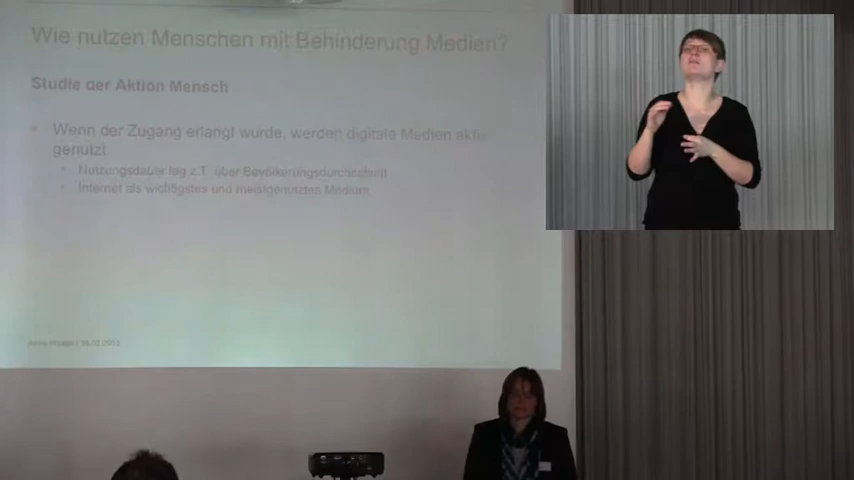 Wie nutzen Menschen mit Behinderung Medien?
Studie der Aktion Mensch
• Wenn der Zugang erlangt wurde, werden digitale Medien aktiv
genutzt
• Nutzungsdauer lag z.T. über Bevölkerungsdurchschnitt
• Internet als wichtigstes und meistgenutztes Medium